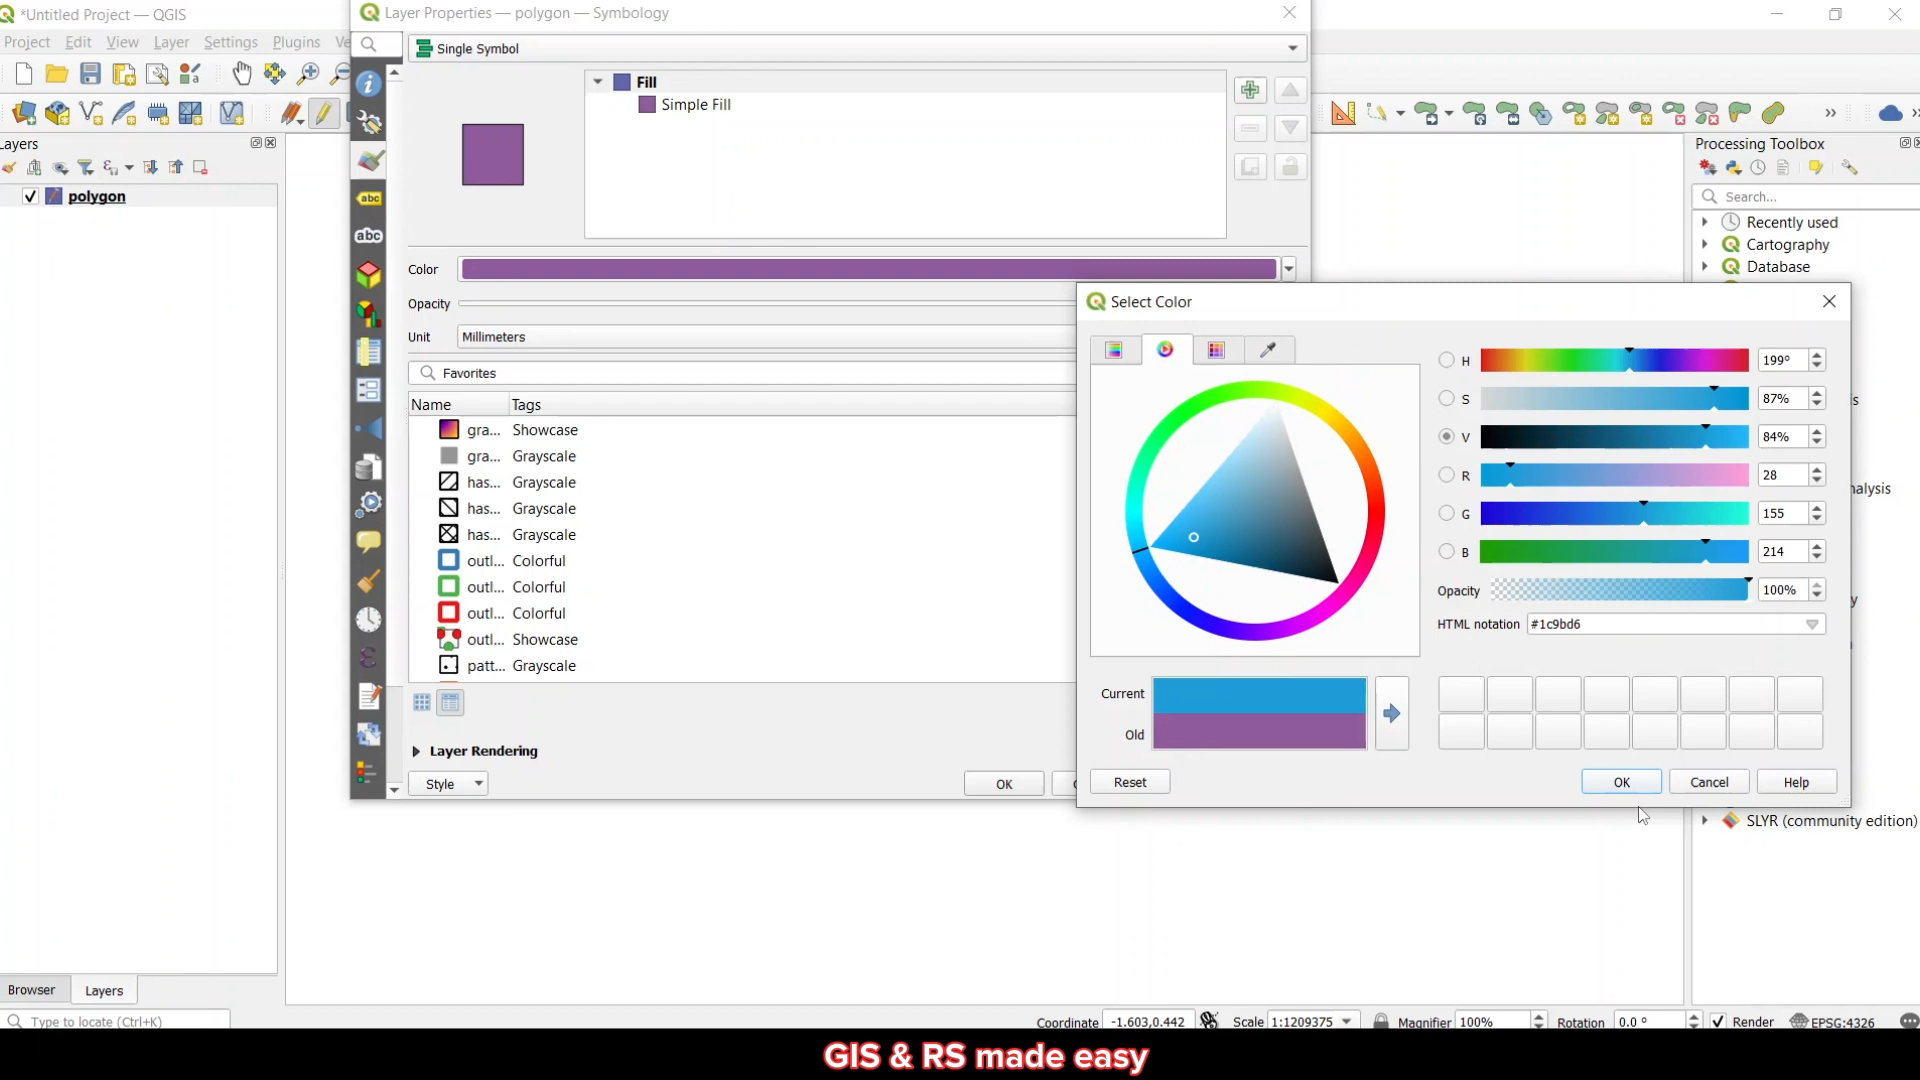 *Untitled Project — QGIS
Project Edit View Layer Settings Plugins Ve
Layers
polygon
Browser
Layers
Type to locate (Ctrl+K)
Layer Properties — polygon — Symbology
Single Symbol
Fill
Simple Fill
Color
Opacity
Unit Millimeters
Favorites
Name Tags
gra... Showcase
gra... Grayscale
has... Grayscale
has... Grayscale
has... Grayscale
outl... Colorful
outl... Colorful
outl... Colorful
outl... Showcase
patt... Grayscale
Layer Rendering
Style
OK
Select Color
H 199°
S 87%
V 84%
R 28
G 155
B 214
Opacity 100%
HTML notation #1c9bd6
Current
Old
Reset
OK Cancel Help
Processing Toolbox
Search...
Recently used
Cartography
Database
s
nalysis
y
SLYR (community edition)
Coordinate -1.603,0.442 Scale 1:1209375 Magnifier 100% Rotation 0.0 ° Render EPSG:4326
GIS & RS made easy